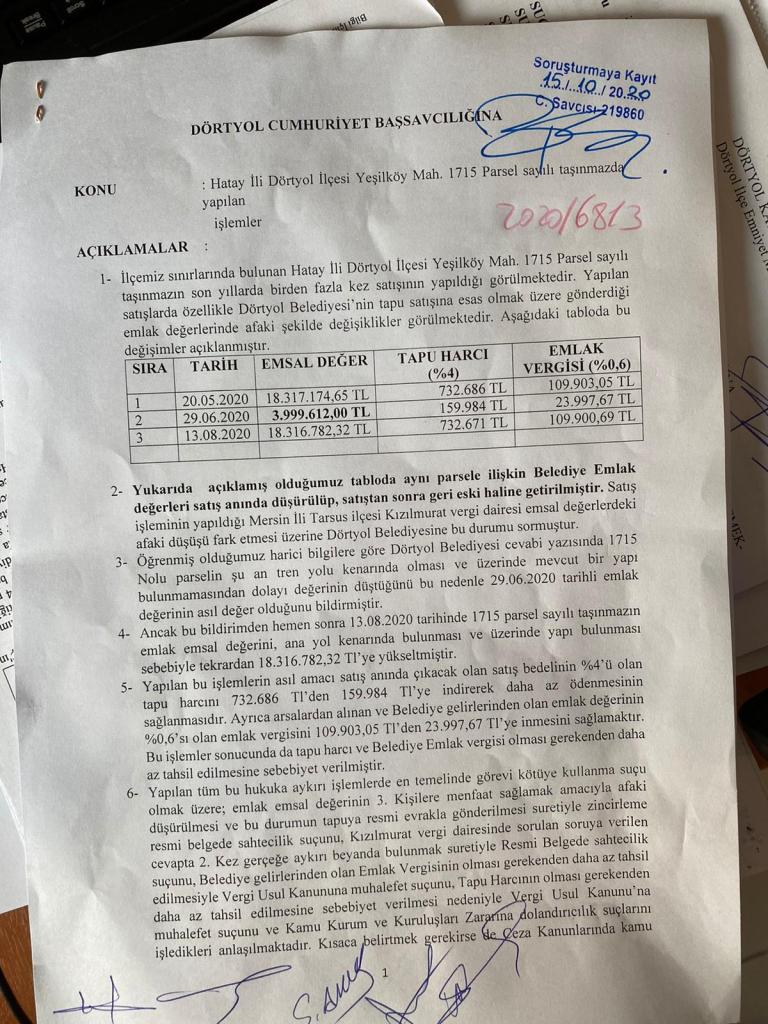 Soruşturmaya Kayıt
15/10/2020
C. Savcısı 219860
DÖRTYOL CUMHURİYET BAŞSAVCILIĞINA
KONU : Hatay İli Dörtyol İlçesi Yeşilköy Mah. 1715 Parsel sayılı taşınmazda
yapılan
işlemler
2020/6813
AÇIKLAMALAR :
1- İlçemiz sınırlarında bulunan Hatay İli Dörtyol İlçesi Yeşilköy Mah. 1715 Parsel sayılı
taşınmazın son yıllarda birden fazla kez satışının yapıldığı görülmektedir. Yapılan
satışlarda özellikle Dörtyol Belediyesi'nin tapu satışına esas olmak üzere gönderdiği
emlak değerlerinde afaki şekilde değişiklikler görülmektedir. Aşağıdaki tabloda bu
değişimler açıklanmıştır.
SIRA TARİH EMSAL DEĞER TAPU HARCI (%4) EMLAK VERGİSİ (%0,6)
1 20.05.2020 18.317.174,65 TL 732.686 TL 109.903,05 TL
2 29.06.2020 3.999.612,00 TL 159.984 TL 23.997,67 TL
3 13.08.2020 18.316.782,32 TL 732.671 TL 109.900,69 TL
2- Yukarıda açıklamış olduğumuz tabloda aynı parsele ilişkin Belediye Emlak
değerleri satış anında düşürülüp, satıştan sonra geri eski haline getirilmiştir. Satış
işleminin yapıldığı Mersin İli Tarsus ilçesi Kızılmurat vergi dairesi emsal değerlerdeki
afaki düşüşü fark etmesi üzerine Dörtyol Belediyesine bu durumu sormuştur.
3- Öğrenmiş olduğumuz harici bilgilere göre Dörtyol Belediyesi cevabi yazısında 1715
Nolu parselin şu an tren yolu kenarında olması ve üzerinde mevcut bir yapı
bulunmamasından dolayı değerinin düştüğünü bu nedenle 29.06.2020 tarihli emlak
değerinin asıl değer olduğunu bildirmiştir.
4- Ancak bu bildirimden hemen sonra 13.08.2020 tarihinde 1715 parsel sayılı taşınmazın
emlak emsal değerini, ana yol kenarında bulunması ve üzerinde yapı bulunması
sebebiyle tekrardan 18.316.782,32 Tl'ye yükseltmiştir.
5- Yapılan bu işlemlerin asıl amacı satış anında çıkacak olan satış bedelinin %4'ü olan
tapu harcını 732.686 Tl'den 159.984 Tl'ye indirerek daha az ödenmesinin
sağlanmasıdır. Ayrıca arsalardan alınan ve Belediye gelirlerinden olan emlak değerinin
%0,6'sı olan emlak vergisini 109.903,05 Tl'den 23.997,67 Tl'ye inmesini sağlamaktır.
Bu işlemler sonucunda da tapu harcı ve Belediye Emlak vergisi olması gerekenden daha
az tahsil edilmesine sebebiyet verilmiştir.
6- Yapılan tüm bu hukuka aykırı işlemlerde en temelinde görevi kötüye kullanma suçu
olmak üzere; emlak emsal değerinin 3. Kişilere menfaat sağlamak amacıyla afaki
düşürülmesi ve bu durumun tapuya resmi evrakla gönderilmesi suretiyle zincirleme
resmi belgede sahtecilik suçunu, Kızılmurat vergi dairesinde sorulan soruya verilen
cevapta 2. Kez gerçeğe aykırı beyanda bulunmak suretiyle Resmi Belgede sahtecilik
suçunu, Belediye gelirlerinden olan Emlak Vergisinin olması gerekenden daha az tahsil
edilmesiyle Vergi Usul Kanununa muhalefet suçunu, Tapu Harcının olması gerekenden
daha az tahsil edilmesine sebebiyet verilmesi nedeniyle Vergi Usul Kanunu'na
muhalefet suçunu ve Kamu Kurum ve Kuruluşları Zararına dolandırıcılık suçlarını
işledikleri anlaşılmaktadır. Kısaca belirtmek gerekirse de Ceza Kanunlarında kamu
1